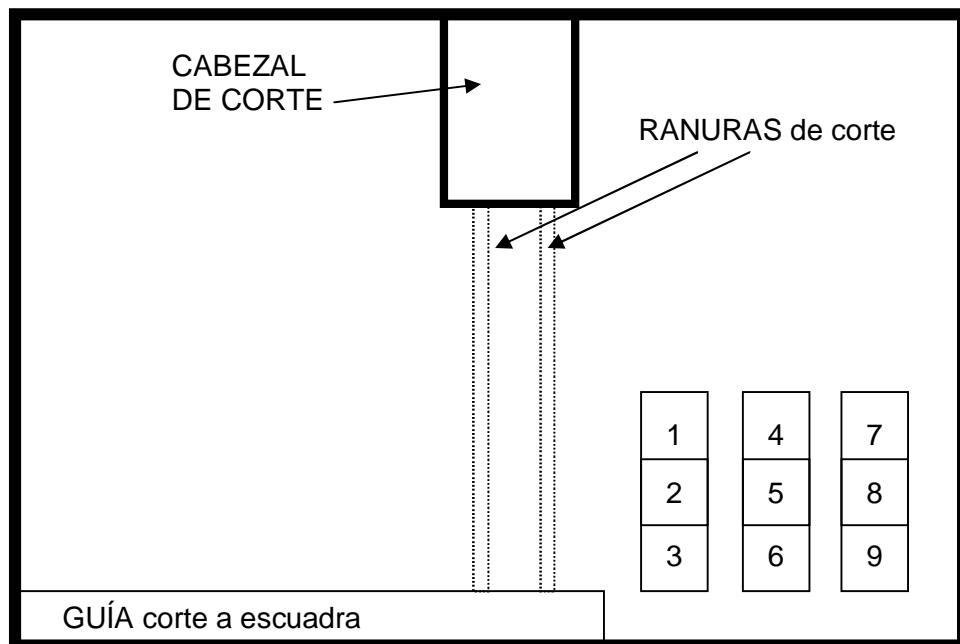 CABEZAL
DE CORTE
RANURAS de corte
1 4 7
2 5 8
3 6 9
GUÍA corte a escuadra